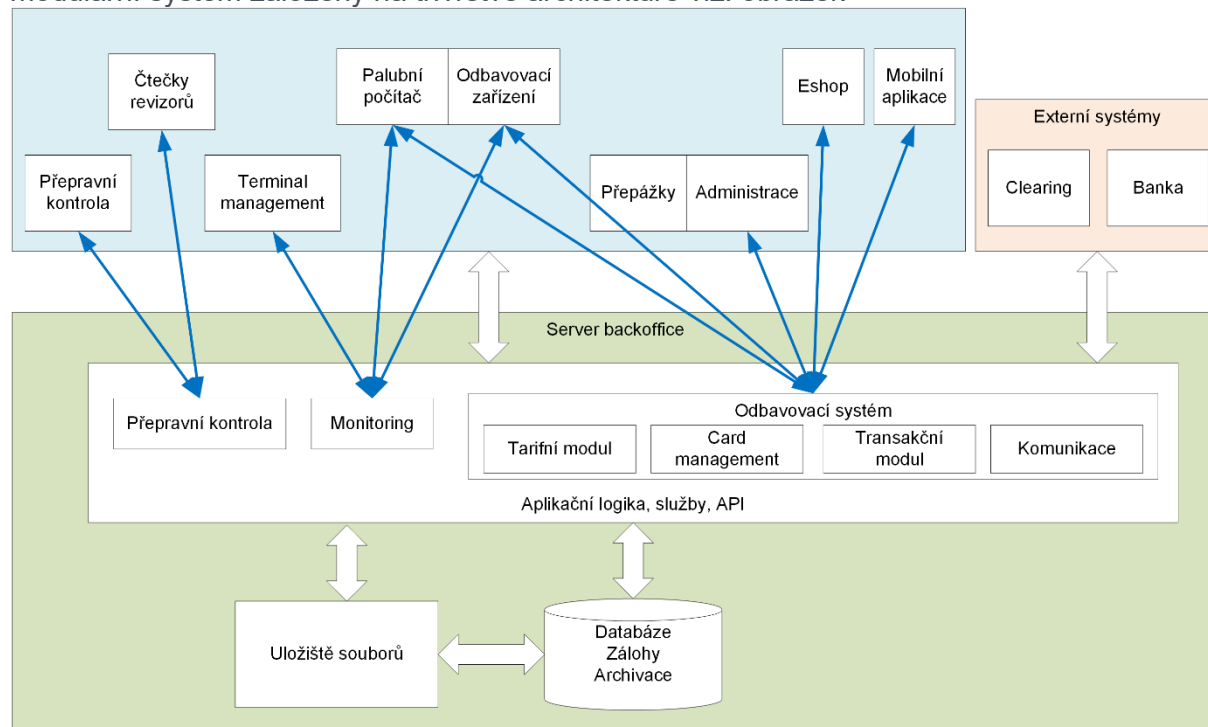 Čtečky
revizorů
Palubní
počítač
Odbavovací
zařízení
Eshop
Mobilní
aplikace
Externí systémy
Přepravní
kontrola
Terminal
management
Přepážky
Administrace
Clearing
Banka
Server backoffice
Přepravní kontrola
Monitoring
Odbavovací systém
Tarifní modul
Card
management
Transakční
modul
Komunikace
Aplikační logika, služby, API
Uložiště souborů
Databáze
Zálohy
Archivace